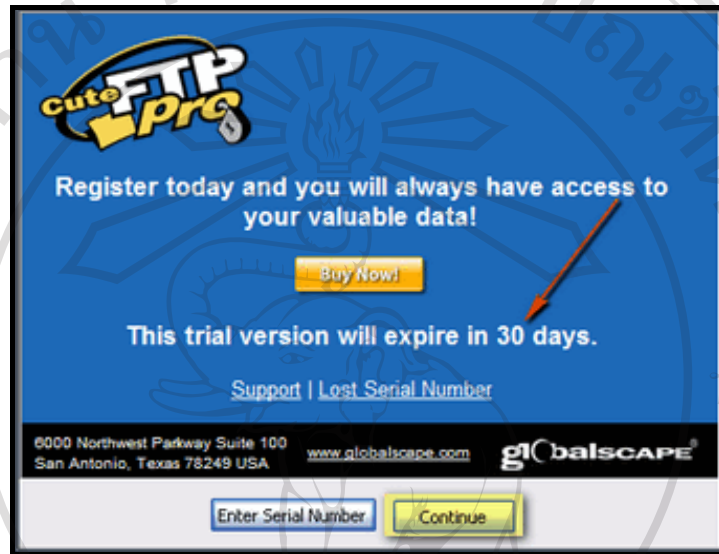 cute FTP
Pro
Register today and you will always have access to
your valuable data!
Buy Now!
This trial version will expire in 30 days.
Support | Lost Serial Number
6000 Northwest Parkway Suite 100
San Antonio, Texas 78249 USA
www.globalscape.com
globalSCAPE®
Enter Serial Number
Continue